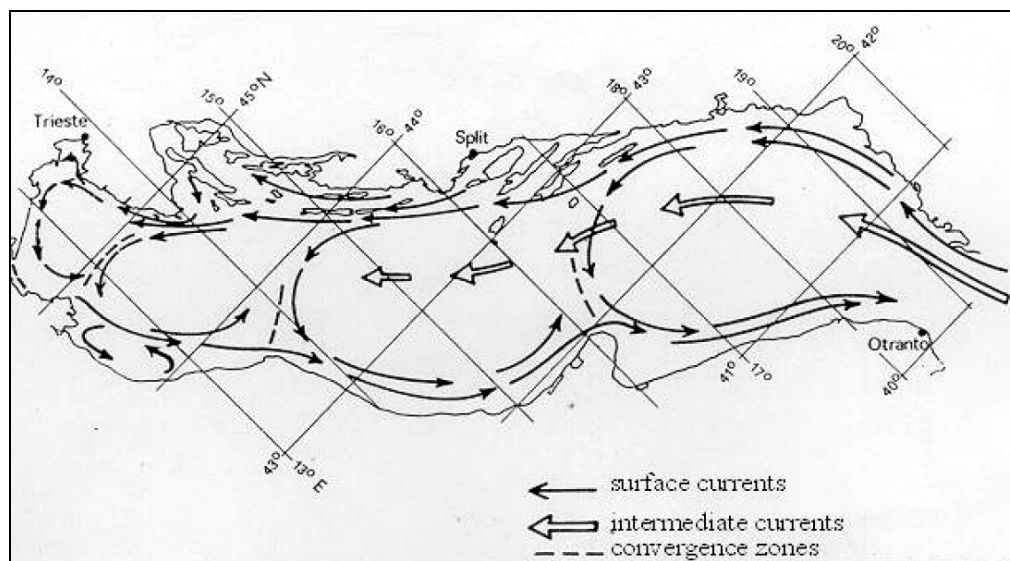 20° 42°
14°
15° 45°N
18° 43°
19°
Trieste
16° 44°
Split
Otranto
41° 17°
40°
43° 13° E
surface currents
intermediate currents
convergence zones